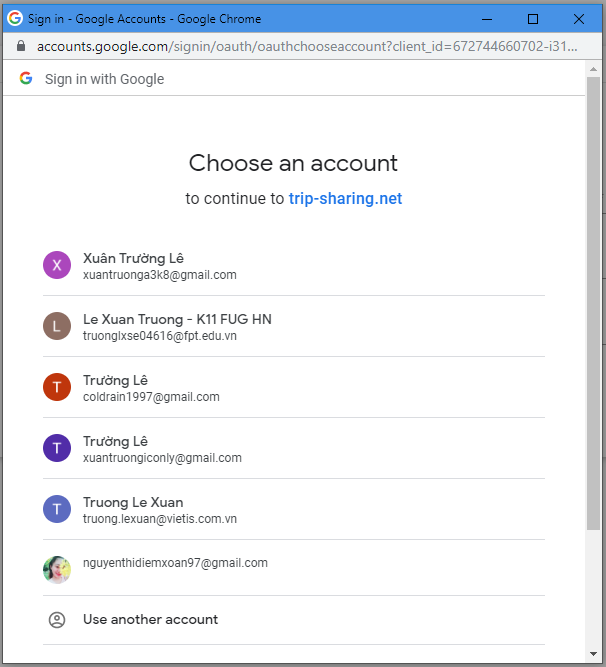 Sign in - Google Accounts - Google Chrome
accounts.google.com/signin/oauth/oauthchooseaccount?client_id=672744660702-i31...
Sign in with Google
Choose an account
to continue to trip-sharing.net
X
Xuân Trường Lê
xuantruonga3k8@gmail.com
L
Le Xuan Truong - K11 FUG HN
truonglxse04616@fpt.edu.vn
T
Trường Lê
coldrain1997@gmail.com
T
Trường Lê
xuantruongiconly@gmail.com
T
Truong Le Xuan
truong.lexuan@vietis.com.vn
nguyenthidiemxoan97@gmail.com
Use another account